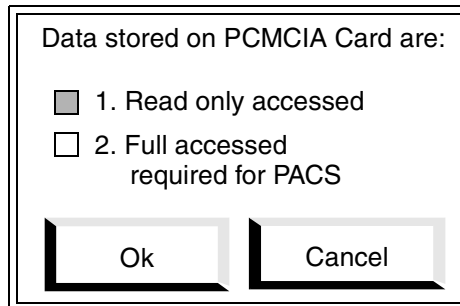 Data stored on PCMCIA Card are:
1. Read only accessed
2. Full accessed
required for PACS
Ok
Cancel